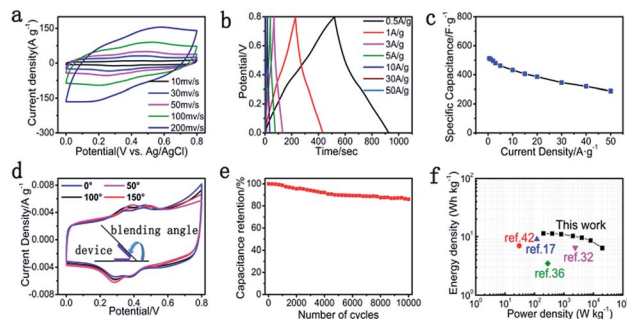 a
Current density(A g⁻¹)
150
75
0
-150
-300
0.0 0.2 0.4 0.6 0.8
Potential(V vs. Ag/AgCl)
10mv/s
30mv/s
50mv/s
100mv/s
200mv/s
b
Potential/V
0.8
0.6
0.4
0.2
0.0
0 200 400 600 800 1000
Time/sec
0.5A/g
1A/g
3A/g
5A/g
10A/g
30A/g
50A/g
c
Specific Capacitance/F·g⁻¹
800
600
400
200
0
0 10 20 30 40 50
Current Density/A·g⁻¹
d
Current Density/A g⁻¹
0.008
0.004
0.000
-0.004
-0.008
0.0 0.2 0.4 0.6 0.8
Potential/V
0° 50°
100° 150°
blending angle
device
e
Capacitance retention/%
100
80
60
40
20
0
0 2000 4000 6000 8000 10000
Number of cycles
f
Energy density (Wh kg⁻¹)
10²
10¹
10⁰
10⁰ 10¹ 10² 10³ 10⁴
Power density (W kg⁻¹)
This work
ref.42
ref.17
ref.32
ref.36